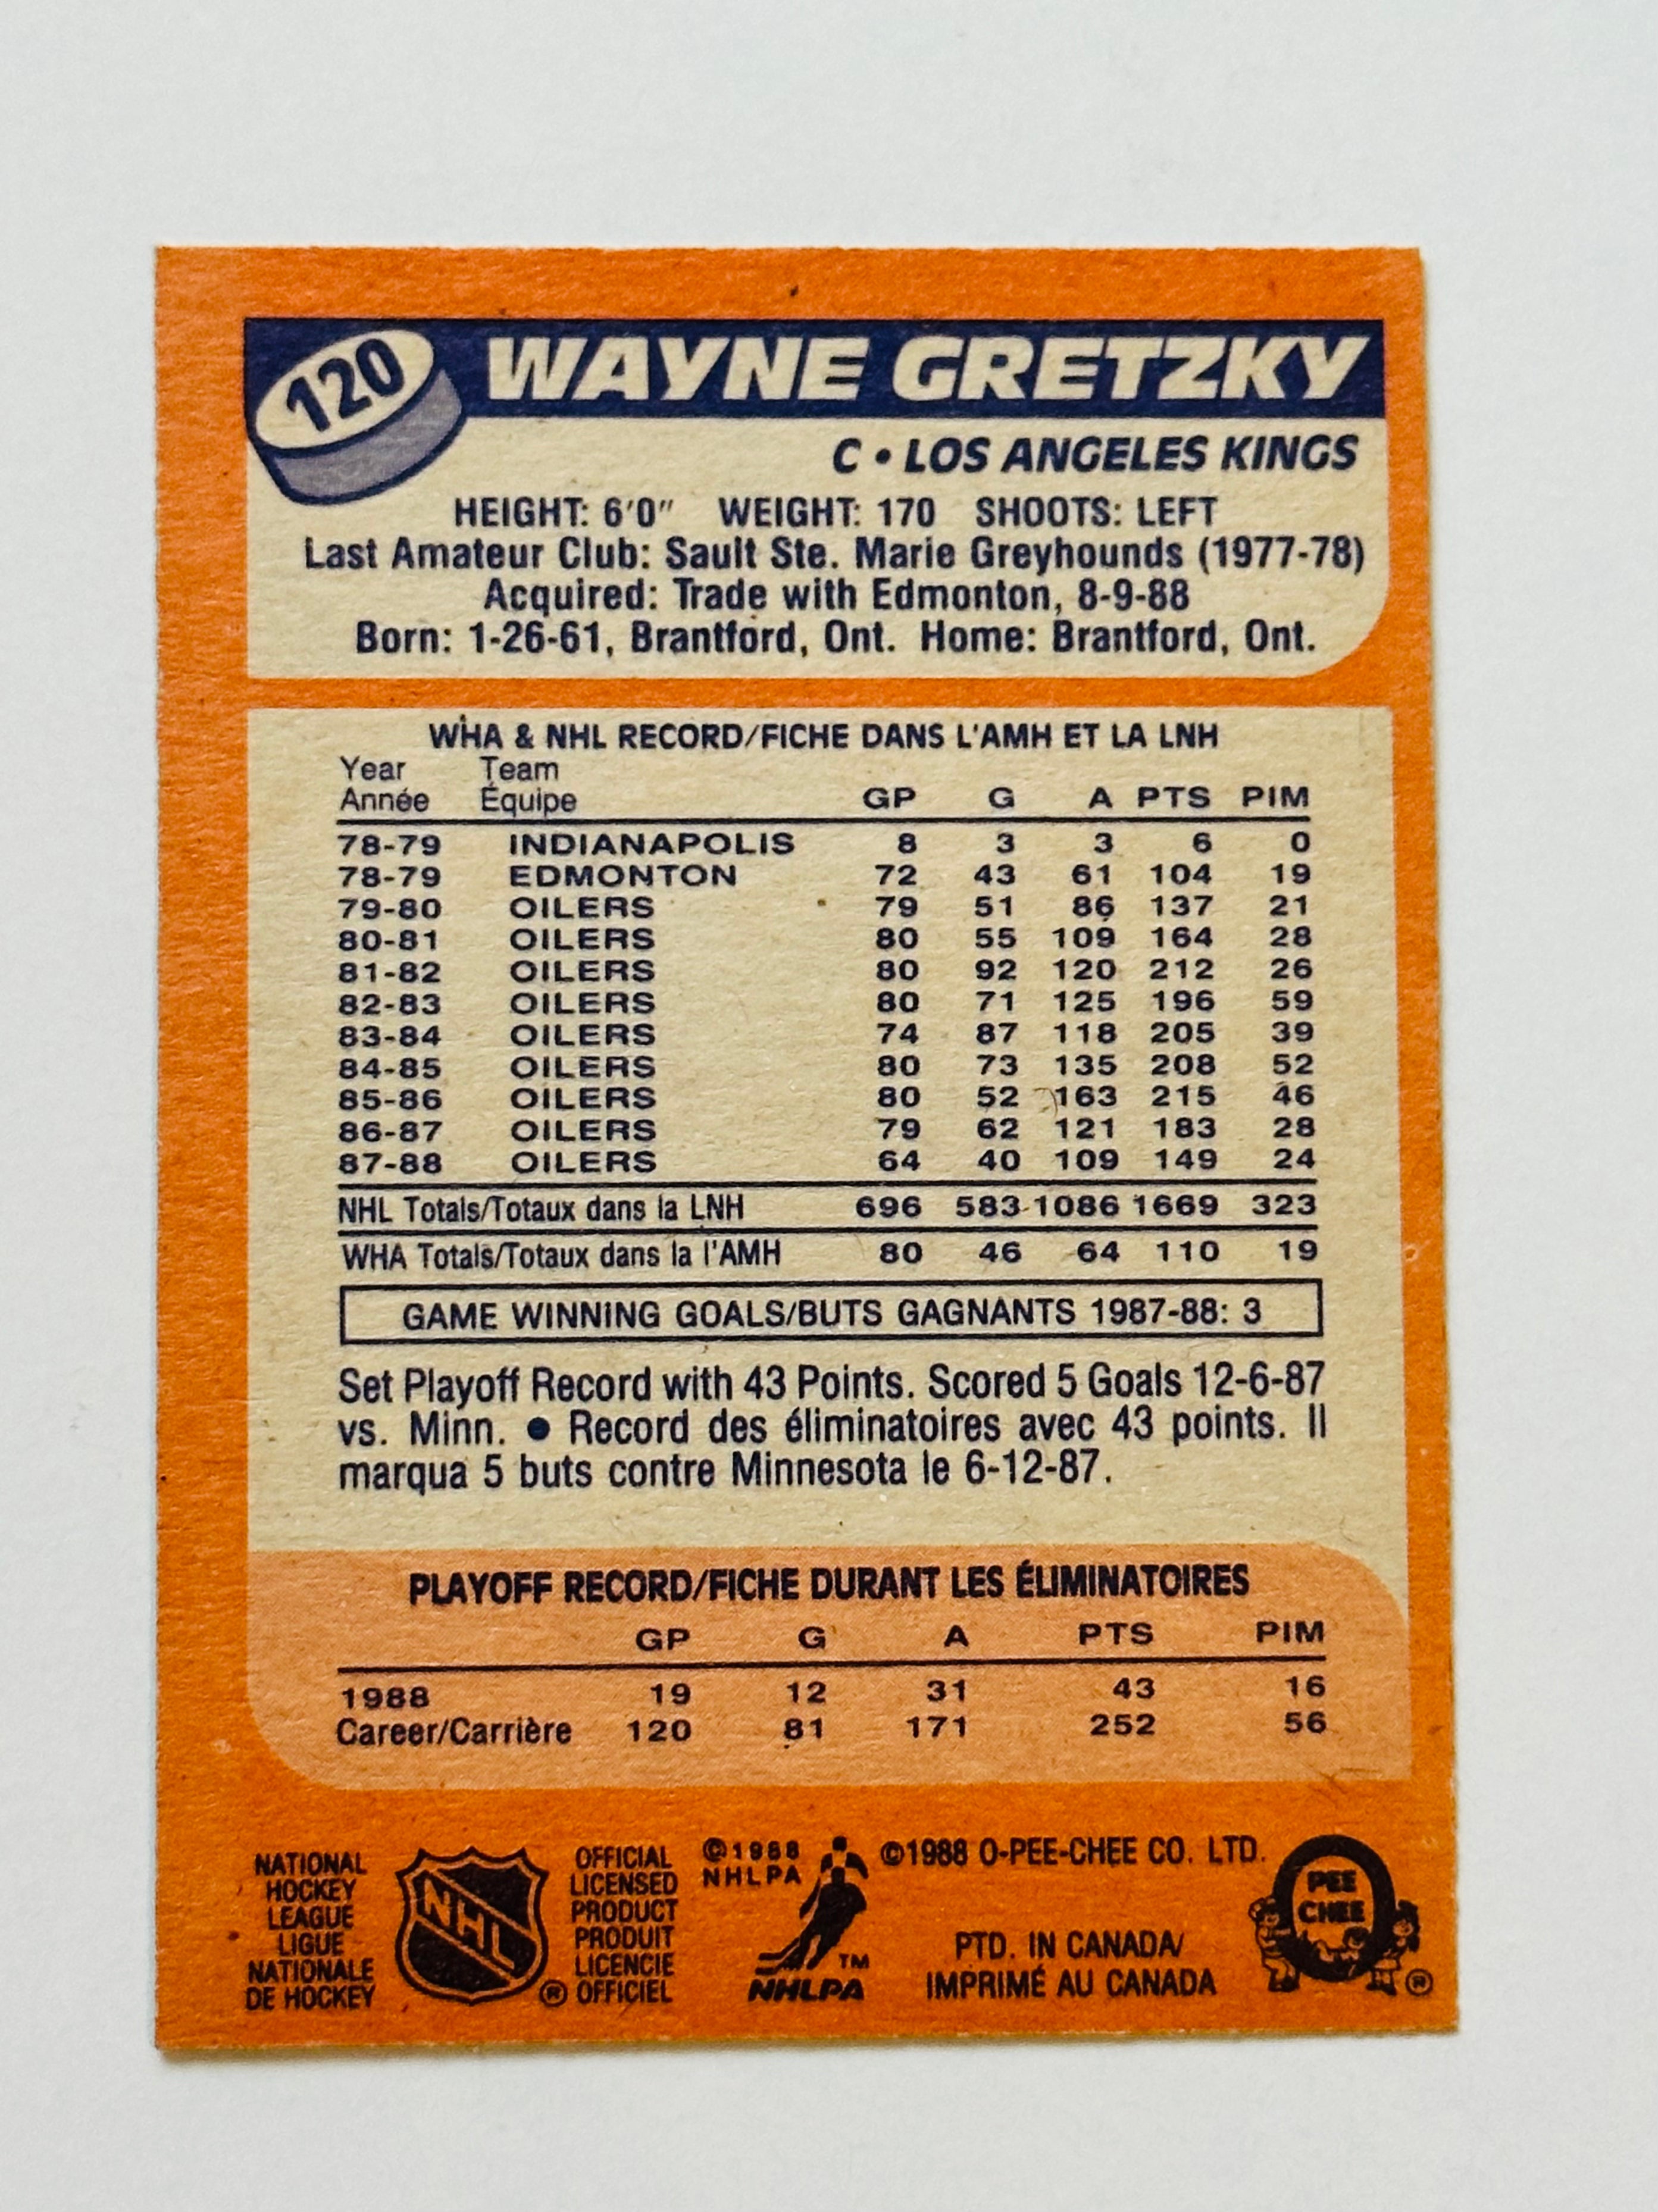 120 WAYNE GRETZKY
C • LOS ANGELES KINGS
HEIGHT: 6'0" WEIGHT: 170 SHOOTS: LEFT
Last Amateur Club: Sault Ste. Marie Greyhounds (1977-78)
Acquired: Trade with Edmonton, 8-9-88
Born: 1-26-61, Brantford, Ont. Home: Brantford, Ont.
WHA & NHL RECORD/FICHE DANS L'AMH ET LA LNH
Year Team
Année Équipe GP G A PTS PIM
78-79 INDIANAPOLIS 8 3 3 6 0
78-79 EDMONTON 72 43 61 104 19
79-80 OILERS 79 51 86 137 21
80-81 OILERS 80 55 109 164 28
81-82 OILERS 80 92 120 212 26
82-83 OILERS 80 71 125 196 59
83-84 OILERS 74 87 118 205 39
84-85 OILERS 80 73 135 208 52
85-86 OILERS 80 52 163 215 46
86-87 OILERS 79 62 121 183 28
87-88 OILERS 64 40 109 149 24
NHL Totals/Totaux dans la LNH 696 583 1086 1669 323
WHA Totals/Totaux dans la l'AMH 80 46 64 110 19
GAME WINNING GOALS/BUTS GAGNANTS 1987-88: 3
Set Playoff Record with 43 Points. Scored 5 Goals 12-6-87
vs. Minn. ● Record des éliminatoires avec 43 points. Il
marqua 5 buts contre Minnesota le 6-12-87.
PLAYOFF RECORD/FICHE DURANT LES ÉLIMINATOIRES
GP G A PTS PIM
1988 19 12 31 43 16
Career/Carrière 120 81 171 252 56
NATIONAL
HOCKEY
LEAGUE
LIGUE
NATIONALE
DE HOCKEY
NHL
®
OFFICIAL
LICENSED
PRODUCT
PRODUIT
LICENCIE
OFFICIEL
©1988
NHLPA
TM
NHLPA
©1988 O-PEE-CHEE CO. LTD.
PTD. IN CANADA/
IMPRIMÉ AU CANADA
O
PEE
CHEE
®